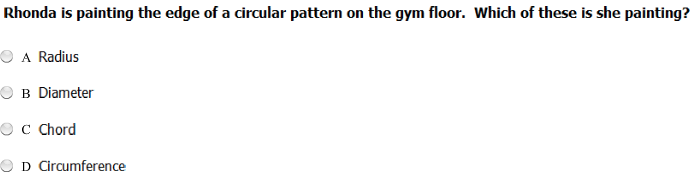 Rhonda is painting the edge of a circular pattern on the gym floor.  Which of these is she painting?
A Radius
B Diameter
C Chord
D Circumference